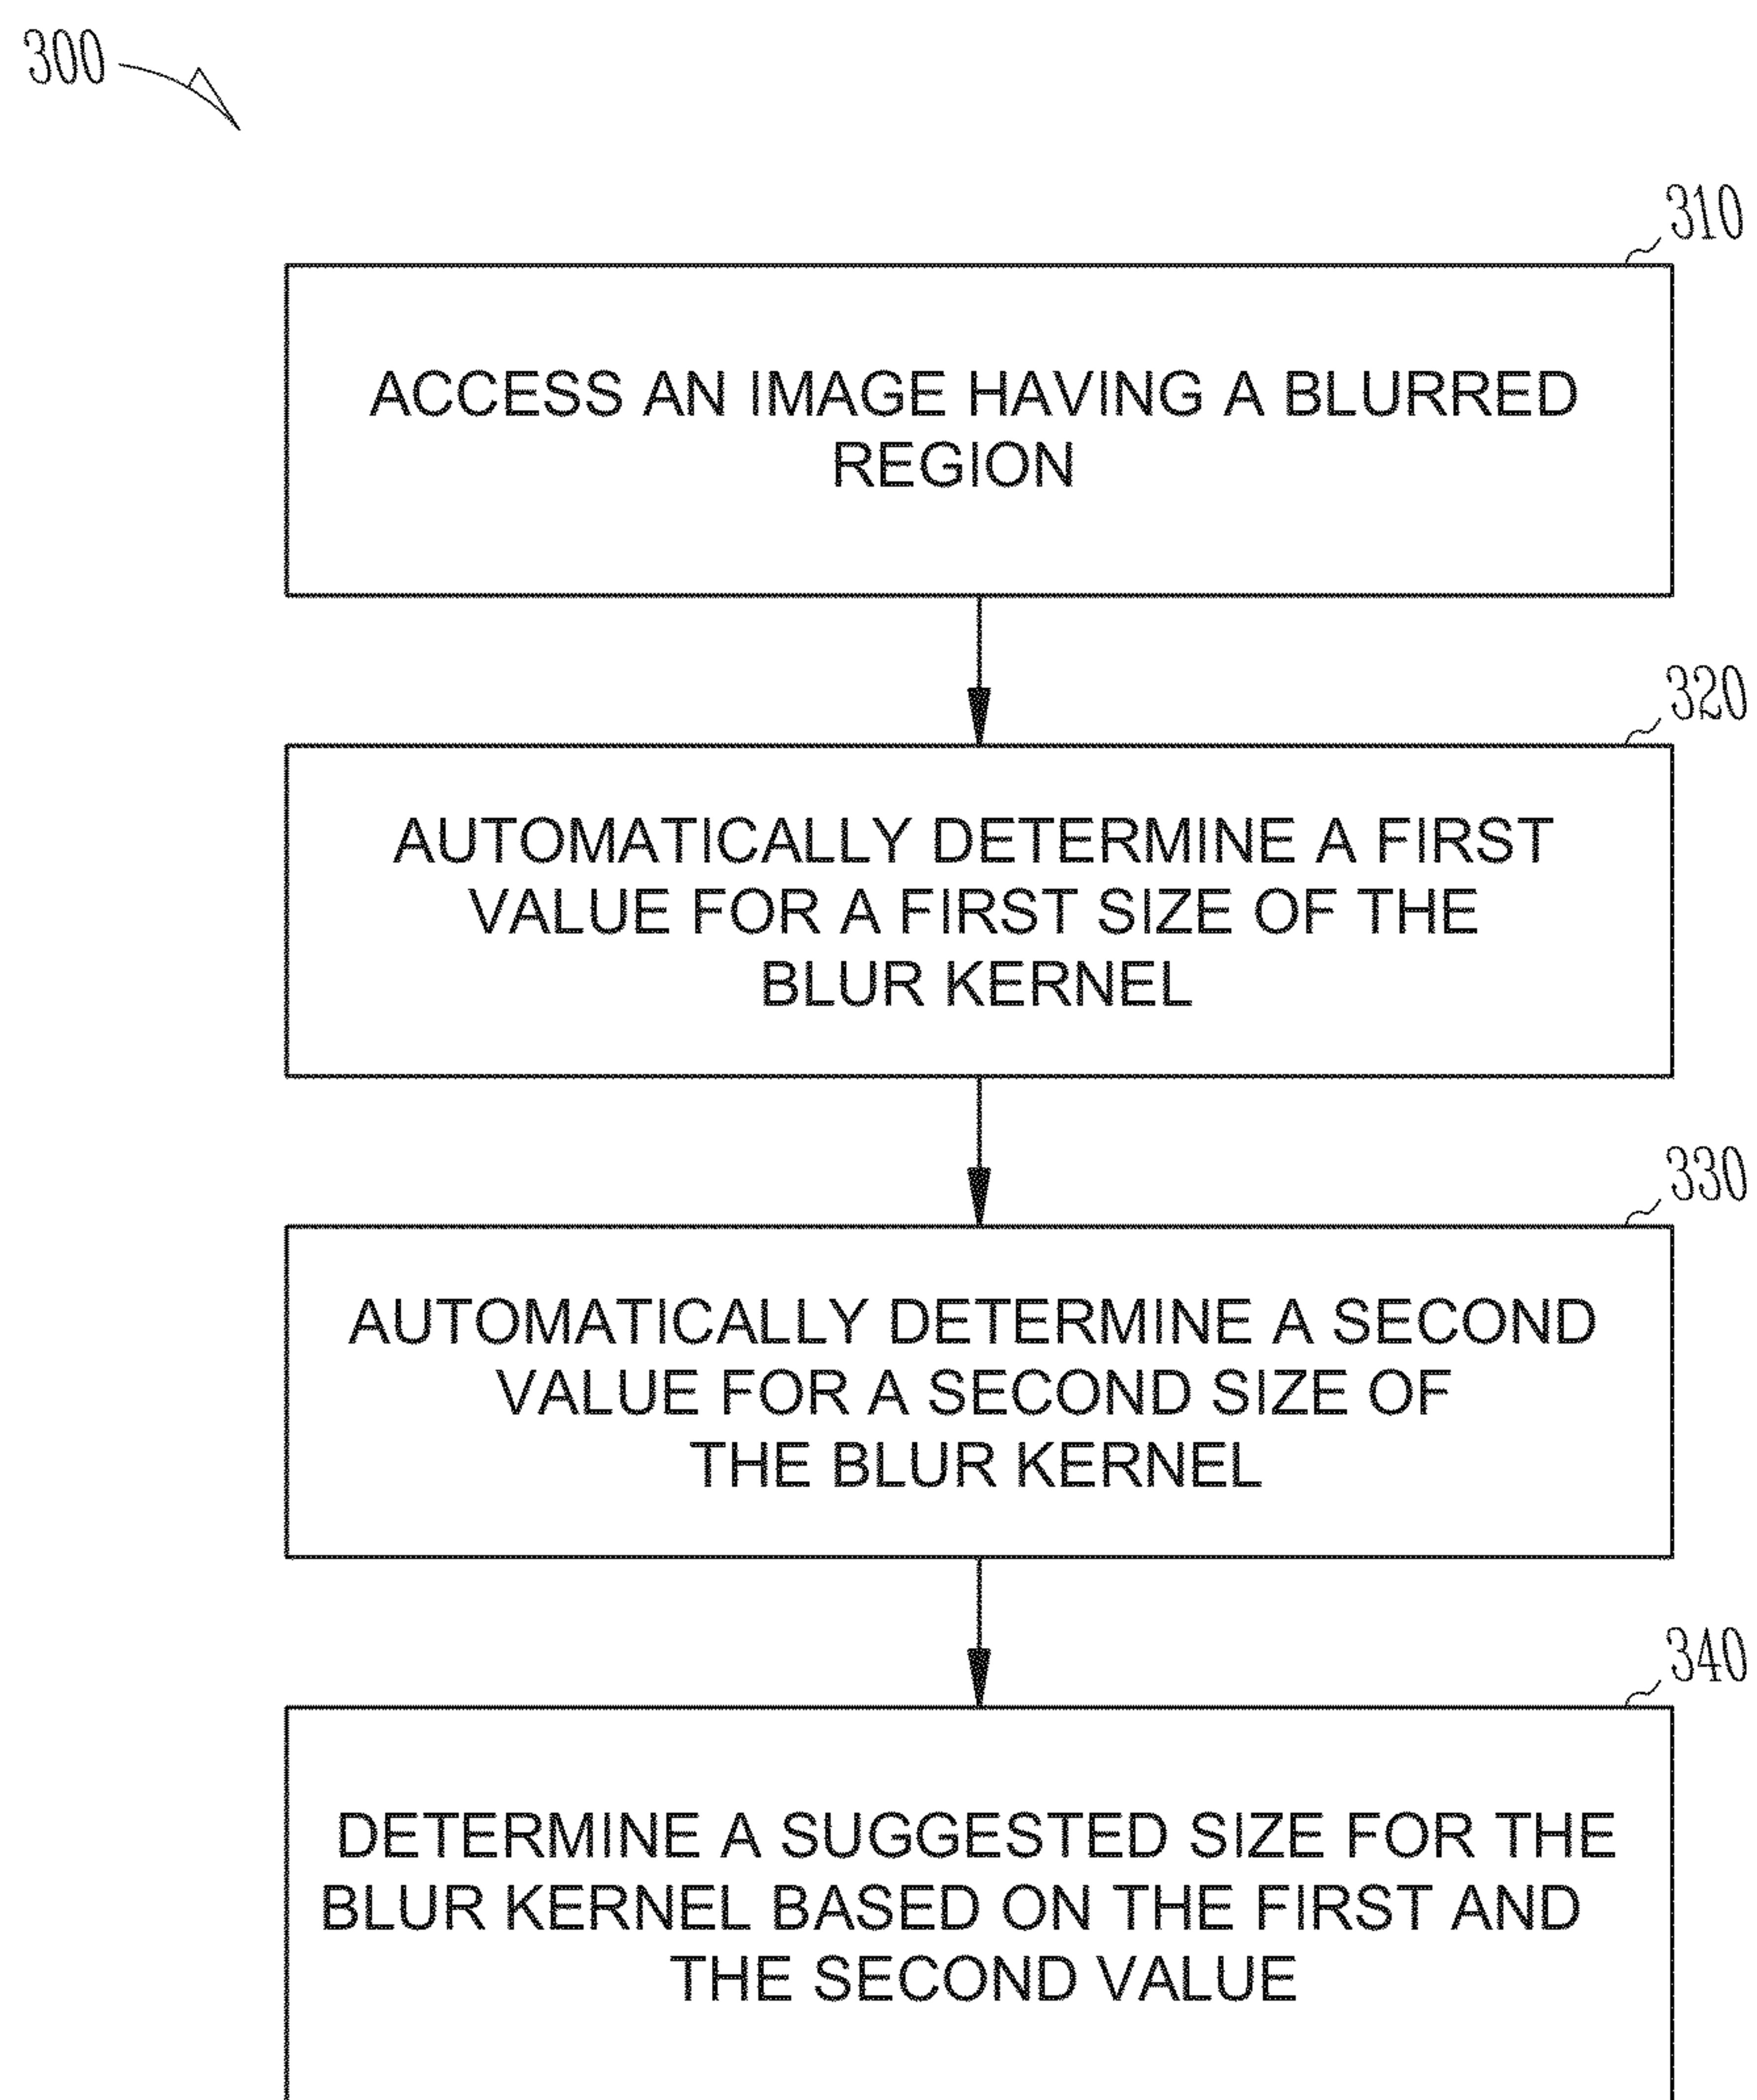 300
310
ACCESS AN IMAGE HAVING A BLURRED
REGION
320
AUTOMATICALLY DETERMINE A FIRST
VALUE FOR A FIRST SIZE OF THE
BLUR KERNEL
330
AUTOMATICALLY DETERMINE A SECOND
VALUE FOR A SECOND SIZE OF
THE BLUR KERNEL
340
DETERMINE A SUGGESTED SIZE FOR THE
BLUR KERNEL BASED ON THE FIRST AND
THE SECOND VALUE